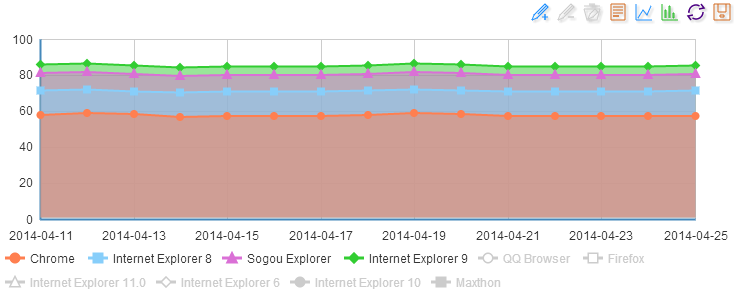 100
80
60
40
20
0
2014-04-11 2014-04-13 2014-04-15 2014-04-17 2014-04-19 2014-04-21 2014-04-23 2014-04-25
Chrome Internet Explorer 8 Sogou Explorer Internet Explorer 9 QQ Browser Firefox
Internet Explorer 11.0 Internet Explorer 6 Internet Explorer 10 Maxthon